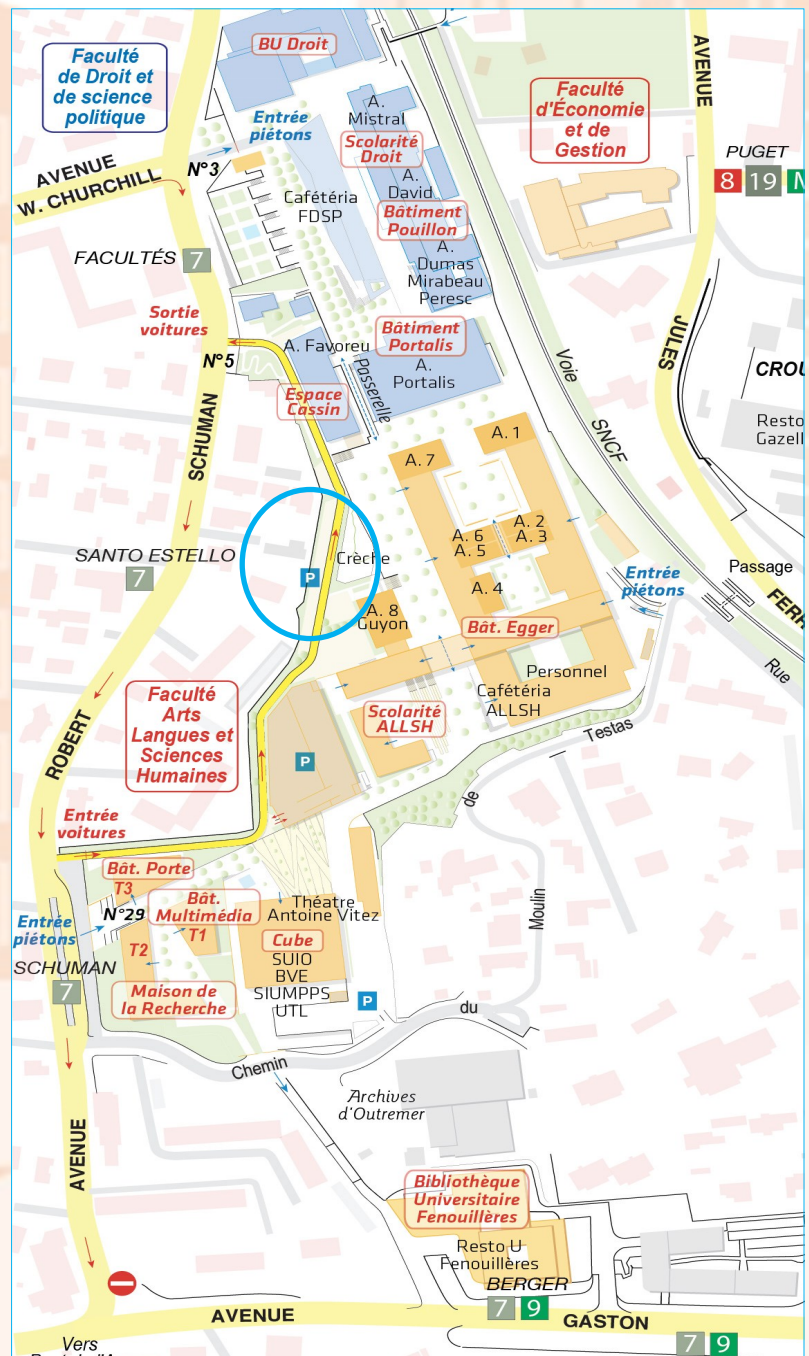 BU Droit
Faculté
de Droit et
de science
politique
AVENUE
Faculté
d'Économie
et de
Gestion
A.
Mistral
Entrée
piétons
Scolarité
Droit
PUGET
8 19
N°3
AVENUE
W. CHURCHILL
A.
David
Cafétéria
FDSP
Bâtiment
Pouillon
A.
Dumas
Mirabeau
Peresc
FACULTÉS 7
Sortie
voitures
N°5
A. Favoreu
Bâtiment
Portalis
A.
Portalis
Passerelle
Espace
Cassin
Voie
SNCF
JULES
Resto
SCHUMAN
A. 1
A. 7
A. 2
A. 3
A. 6
A. 5
A. 4
SANTO ESTELLO
7
P
Crèche
A. 8
Guyon
Bât. Egger
Entrée
piétons
Passage
Rue
Personnel
Cafétéria
ALLSH
Scolarité
ALLSH
Faculté
Arts
Langues et
Sciences
Humaines
ROBERT
P
Testas
de
Moulin
du
Chemin
Entrée
voitures
Bât. Porte
T3
N°29
Bât.
Multimédia
T1
T2
Entrée
piétons
SCHUMAN
7
Maison de
la Recherche
Théatre
Antoine Vitez
Cube
SUIO
BVE
SIUMPPS
UTL
P
Archives
d'Outremer
AVENUE
Bibliothèque
Universitaire
Fenouillères
Resto U
Fenouillères
BERGER
7 9
AVENUE
GASTON
7 9
Vers